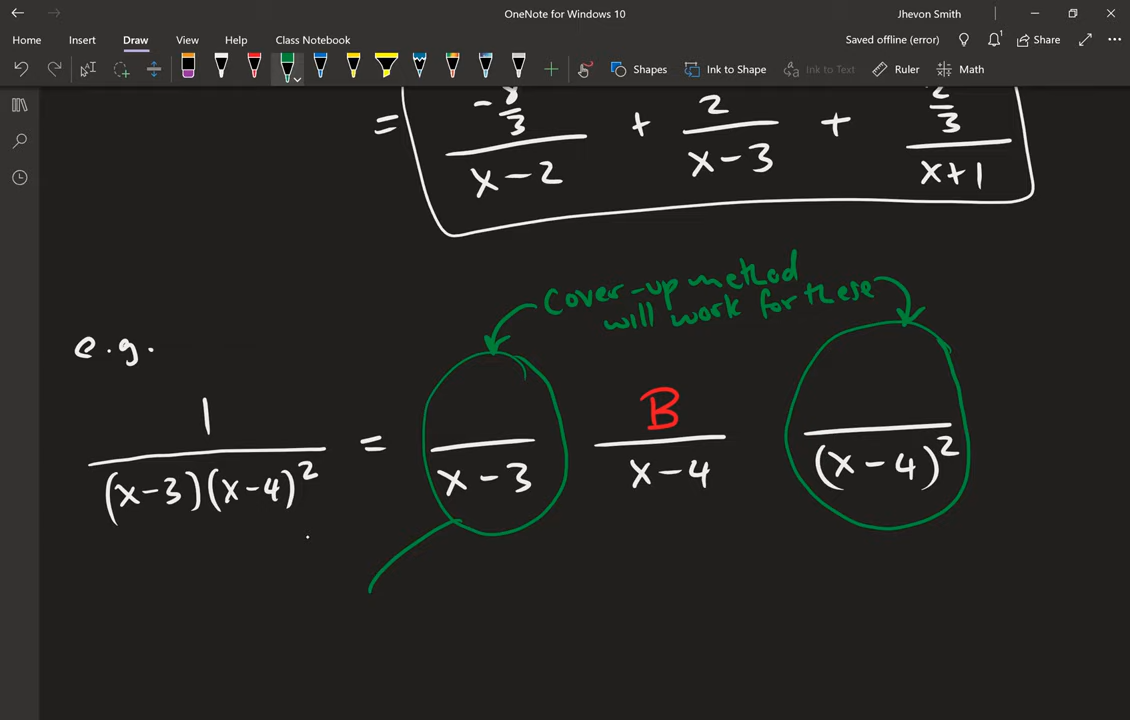 OneNote for Windows 10
Jhevon Smith
Home Insert Draw View Help Class Notebook
Saved offline (error)
Share
Shapes Ink to Shape Ink to Text Ruler Math
= 2/(x-3) + /(x+1)
x-2
Cover-up method
will work for these
e.g.
1/((x-3)(x-4)²) = /(x-3) B/(x-4) /(x-4)²